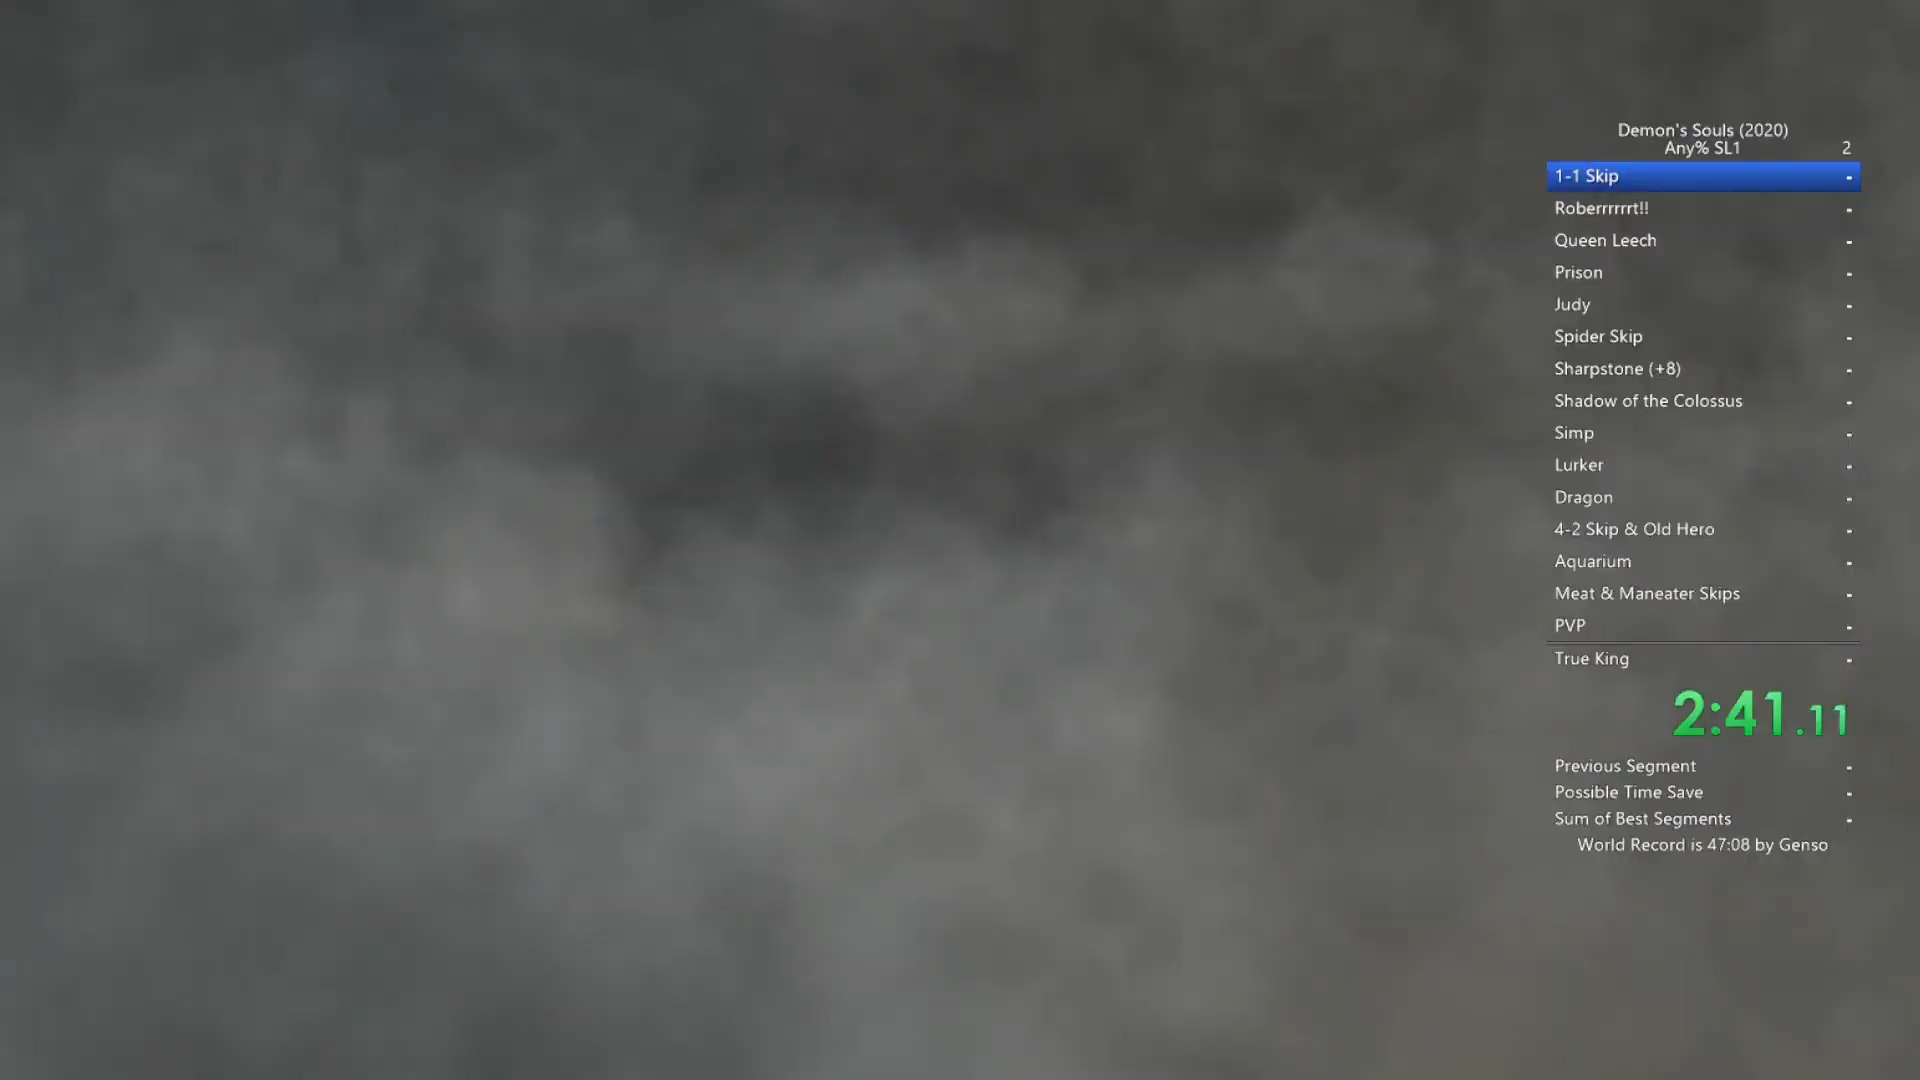 Demon's Souls (2020)
Any% SL1 2
1-1 Skip -
Roberrrrrrt!! -
Queen Leech -
Prison -
Judy -
Spider Skip -
Sharpstone (+8) -
Shadow of the Colossus -
Simp -
Lurker -
Dragon -
4-2 Skip & Old Hero -
Aquarium -
Meat & Maneater Skips -
PVP -
True King -
2:41.11
Previous Segment -
Possible Time Save -
Sum of Best Segments -
World Record is 47:08 by Genso